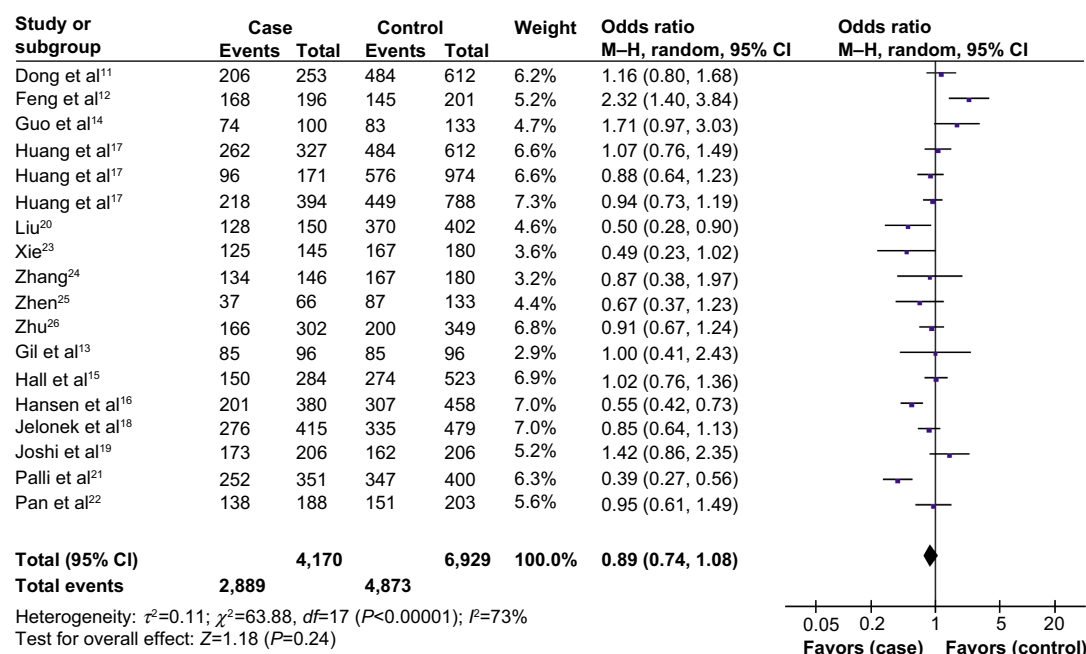 Study or subgroup Case Control Weight Odds ratio Odds ratio
Events Total Events Total M–H, random, 95% CI M–H, random, 95% CI
Dong et al¹¹ 206 253 484 612 6.2% 1.16 (0.80, 1.68)
Feng et al¹² 168 196 145 201 5.2% 2.32 (1.40, 3.84)
Guo et al¹⁴ 74 100 83 133 4.7% 1.71 (0.97, 3.03)
Huang et al¹⁷ 262 327 484 612 6.6% 1.07 (0.76, 1.49)
Huang et al¹⁷ 96 171 576 974 6.6% 0.88 (0.64, 1.23)
Huang et al¹⁷ 218 394 449 788 7.3% 0.94 (0.73, 1.19)
Liu²⁰ 128 150 370 402 4.6% 0.50 (0.28, 0.90)
Xie²³ 125 145 167 180 3.6% 0.49 (0.23, 1.02)
Zhang²⁴ 134 146 167 180 3.2% 0.87 (0.38, 1.97)
Zhen²⁵ 37 66 87 133 4.4% 0.67 (0.37, 1.23)
Zhu²⁶ 166 302 200 349 6.8% 0.91 (0.67, 1.24)
Gil et al¹³ 85 96 85 96 2.9% 1.00 (0.41, 2.43)
Hall et al¹⁵ 150 284 274 523 6.9% 1.02 (0.76, 1.36)
Hansen et al¹⁶ 201 380 307 458 7.0% 0.55 (0.42, 0.73)
Jelonek et al¹⁸ 276 415 335 479 7.0% 0.85 (0.64, 1.13)
Joshi et al¹⁹ 173 206 162 206 5.2% 1.42 (0.86, 2.35)
Palli et al²¹ 252 351 347 400 6.3% 0.39 (0.27, 0.56)
Pan et al²² 138 188 151 203 5.6% 0.95 (0.61, 1.49)
Total (95% CI) 4,170 6,929 100.0% 0.89 (0.74, 1.08)
Total events 2,889 4,873
Heterogeneity: τ²=0.11; χ²=63.88, df=17 (P<0.00001); I²=73%
Test for overall effect: Z=1.18 (P=0.24)
0.05 0.2 1 5 20
Favors (case) Favors (control)